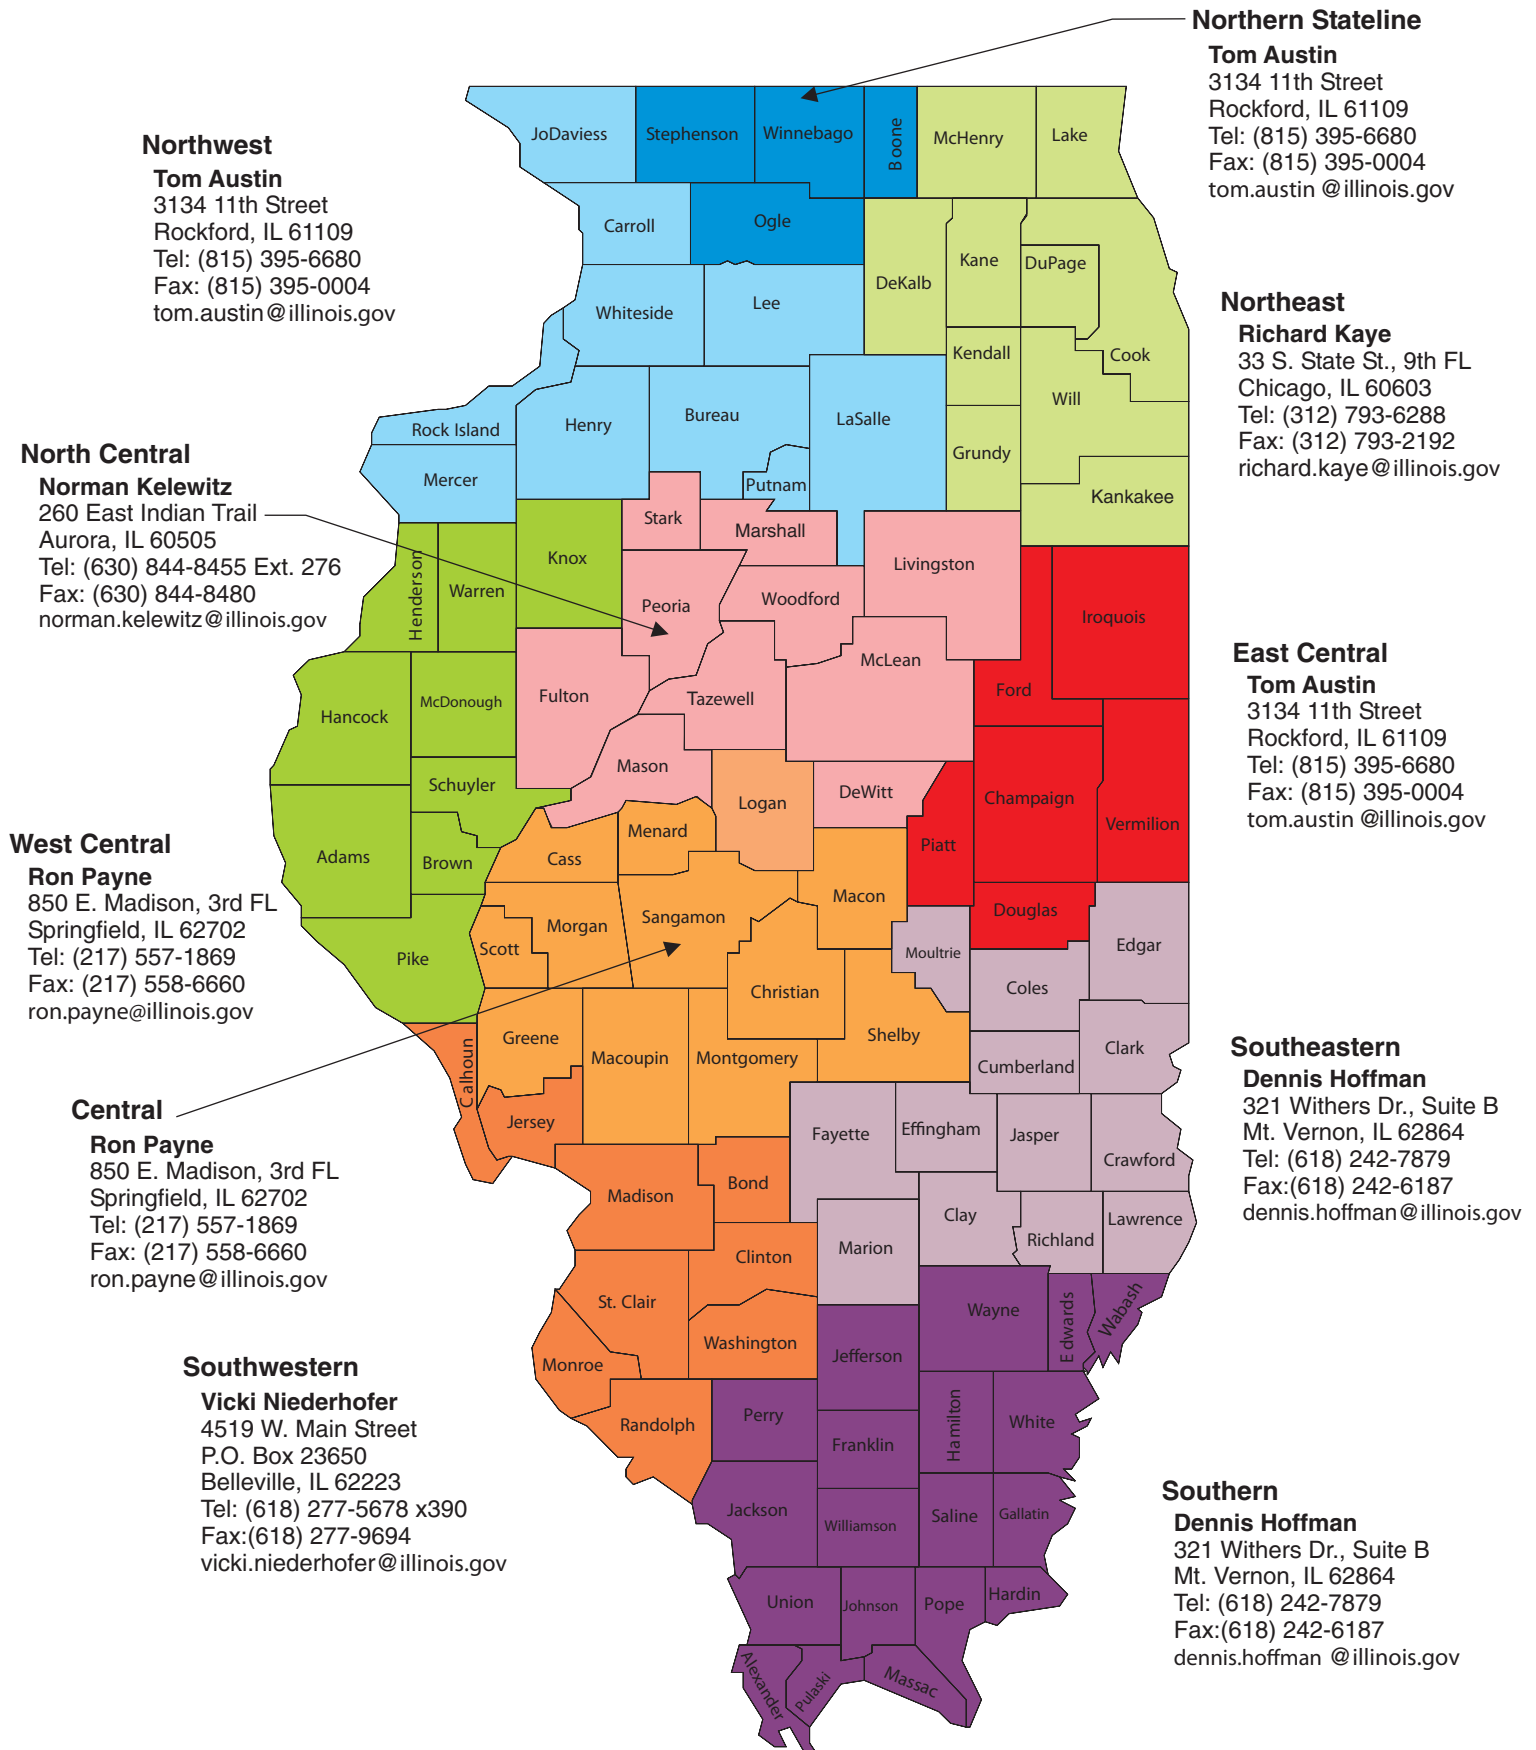 Northern Stateline
Tom Austin
3134 11th Street
Rockford, IL 61109
Tel: (815) 395-6680
Fax: (815) 395-0004
tom.austin @illinois.gov
Northwest
Tom Austin
3134 11th Street
Rockford, IL 61109
Tel: (815) 395-6680
Fax: (815) 395-0004
tom.austin@illinois.gov
Northeast
Richard Kaye
33 S. State St., 9th FL
Chicago, IL 60603
Tel: (312) 793-6288
Fax: (312) 793-2192
richard.kaye@illinois.gov
North Central
Norman Kelewitz
260 East Indian Trail
Aurora, IL 60505
Tel: (630) 844-8455 Ext. 276
Fax: (630) 844-8480
norman.kelewitz@illinois.gov
East Central
Tom Austin
3134 11th Street
Rockford, IL 61109
Tel: (815) 395-6680
Fax: (815) 395-0004
tom.austin @illinois.gov
West Central
Ron Payne
850 E. Madison, 3rd FL
Springfield, IL 62702
Tel: (217) 557-1869
Fax: (217) 558-6660
ron.payne@illinois.gov
Southeastern
Dennis Hoffman
321 Withers Dr., Suite B
Mt. Vernon, IL 62864
Tel: (618) 242-7879
Fax:(618) 242-6187
dennis.hoffman@illinois.gov
Central
Ron Payne
850 E. Madison, 3rd FL
Springfield, IL 62702
Tel: (217) 557-1869
Fax: (217) 558-6660
ron.payne@illinois.gov
Southwestern
Vicki Niederhofer
4519 W. Main Street
P.O. Box 23650
Belleville, IL 62223
Tel: (618) 277-5678 x390
Fax:(618) 277-9694
vicki.niederhofer@illinois.gov
Southern
Dennis Hoffman
321 Withers Dr., Suite B
Mt. Vernon, IL 62864
Tel: (618) 242-7879
Fax:(618) 242-6187
dennis.hoffman @illinois.gov
JoDaviess
Stephenson
Winnebago
Boone
McHenry
Lake
Carroll
Ogle
DeKalb
Kane
DuPage
Cook
Whiteside
Lee
Kendall
Will
Rock Island
Henry
Bureau
LaSalle
Grundy
Mercer
Putnam
Kankakee
Stark
Marshall
Knox
Henderson
Warren
Peoria
Woodford
Livingston
Iroquois
McLean
Ford
Hancock
McDonough
Fulton
Tazewell
Mason
Schuyler
Logan
DeWitt
Champaign
Vermilion
Adams
Brown
Cass
Menard
Piatt
Macon
Pike
Scott
Morgan
Sangamon
Douglas
Edgar
Moultrie
Coles
Christian
Shelby
Greene
Macoupin
Montgomery
Cumberland
Clark
Calhoun
Jersey
Fayette
Effingham
Jasper
Crawford
Madison
Bond
Clay
Richland
Lawrence
Clinton
Marion
St. Clair
Washington
Wayne
Edwards
Wabash
Monroe
Jefferson
Randolph
Perry
Franklin
Hamilton
White
Jackson
Williamson
Saline
Gallatin
Union
Johnson
Pope
Hardin
Alexander
Pulaski
Massac